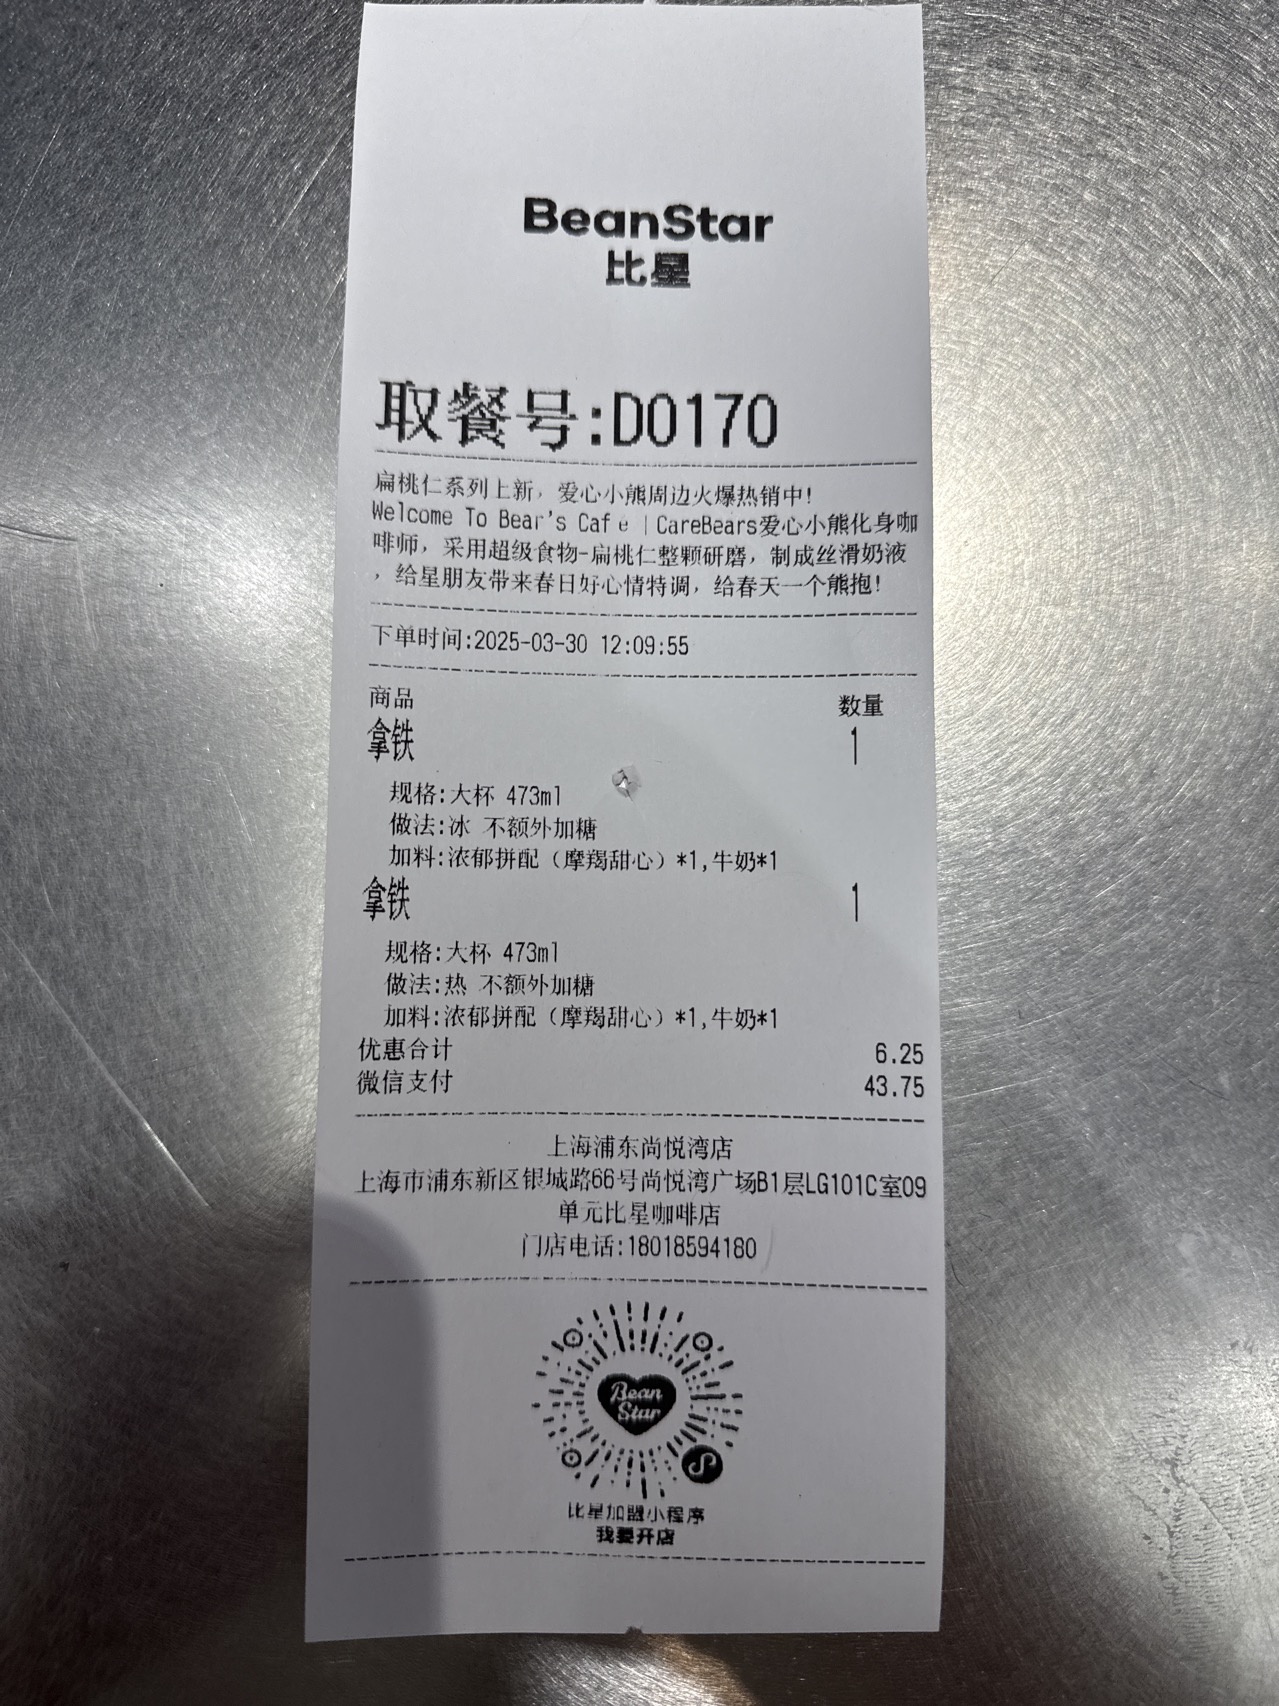 BeanStar
比星
取餐号:D0170
扁桃仁系列上新，爱心小熊周边火爆热销中！
Welcome To Bear's Café | CareBears爱心小熊化身咖
啡师，采用超级食物-扁桃仁整颗研磨，制成丝滑奶液
，给星朋友带来春日好心情特调，给春天一个熊抱！
下单时间:2025-03-30 12:09:55
商品 数量
拿铁 1
规格:大杯 473ml
做法:冰 不额外加糖
加料:浓郁拼配（摩羯甜心）*1,牛奶*1
拿铁 1
规格:大杯 473ml
做法:热 不额外加糖
加料:浓郁拼配（摩羯甜心）*1,牛奶*1
优惠合计 6.25
微信支付 43.75
上海浦东尚悦湾店
上海市浦东新区银城路66号尚悦湾广场B1层LG101C室09
单元比星咖啡店
门店电话:18018594180
Bean
Star
比星加盟小程序
我要开店